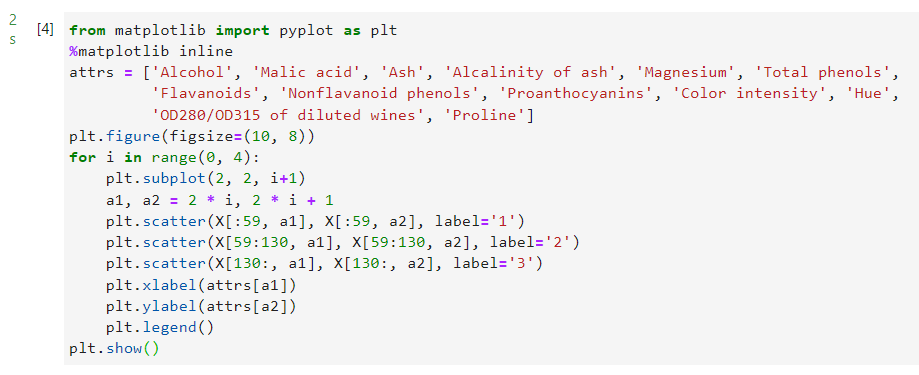 2
s
[4]
from matplotlib import pyplot as plt
%matplotlib inline
attrs = ['Alcohol', 'Malic acid', 'Ash', 'Alcalinity of ash', 'Magnesium', 'Total phenols',
         'Flavanoids', 'Nonflavanoid phenols', 'Proanthocyanins', 'Color intensity', 'Hue',
         'OD280/OD315 of diluted wines', 'Proline']
plt.figure(figsize=(10, 8))
for i in range(0, 4):
    plt.subplot(2, 2, i+1)
    a1, a2 = 2 * i, 2 * i + 1
    plt.scatter(X[:59, a1], X[:59, a2], label='1')
    plt.scatter(X[59:130, a1], X[59:130, a2], label='2')
    plt.scatter(X[130:, a1], X[130:, a2], label='3')
    plt.xlabel(attrs[a1])
    plt.ylabel(attrs[a2])
    plt.legend()
plt.show()